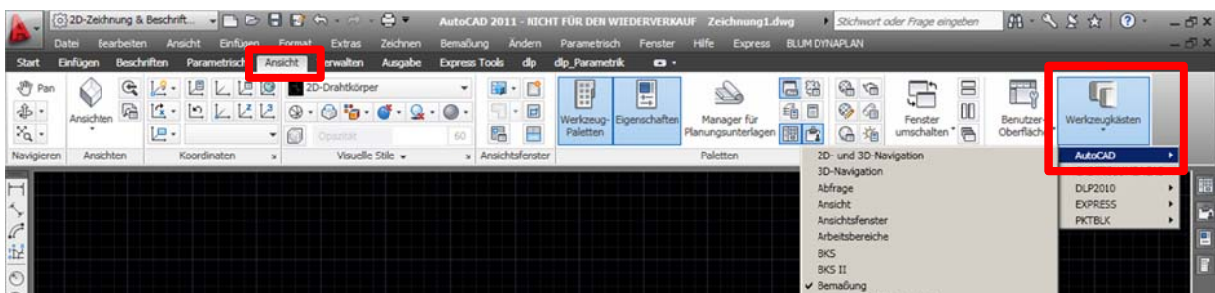 2D-Zeichnung & Beschrift... AutoCAD 2011 - NICHT FÜR DEN WIEDERVERKAUF Zeichnung1.dwg Stichwort oder Frage eingeben
Datei Bearbeiten Ansicht Einfügen Format Extras Zeichnen Bemaßung Ändern Parametrisch Fenster Hilfe Express BLUM DYNAPLAN
Start Einfügen Beschriften Parametrisch Ansicht Verwalten Ausgabe Express Tools dlp dlp_Parametrik
Pan
2D-Drahtkörper
Ansichten
Werkzeug-
Paletten
Eigenschaften
Manager für
Planungsunterlagen
Fenster
umschalten
Benutzer-
Oberfläche
Werkzeugkästen
Opazität 60
Navigieren Ansichten Koordinaten Visuelle Stile Ansichtsfenster Paletten
AutoCAD
DLP2010
EXPRESS
PKTBLK
2D- und 3D-Navigation
3D-Navigation
Abfrage
Ansicht
Ansichtsfenster
Arbeitsbereiche
BKS
BKS II
Bemaßung